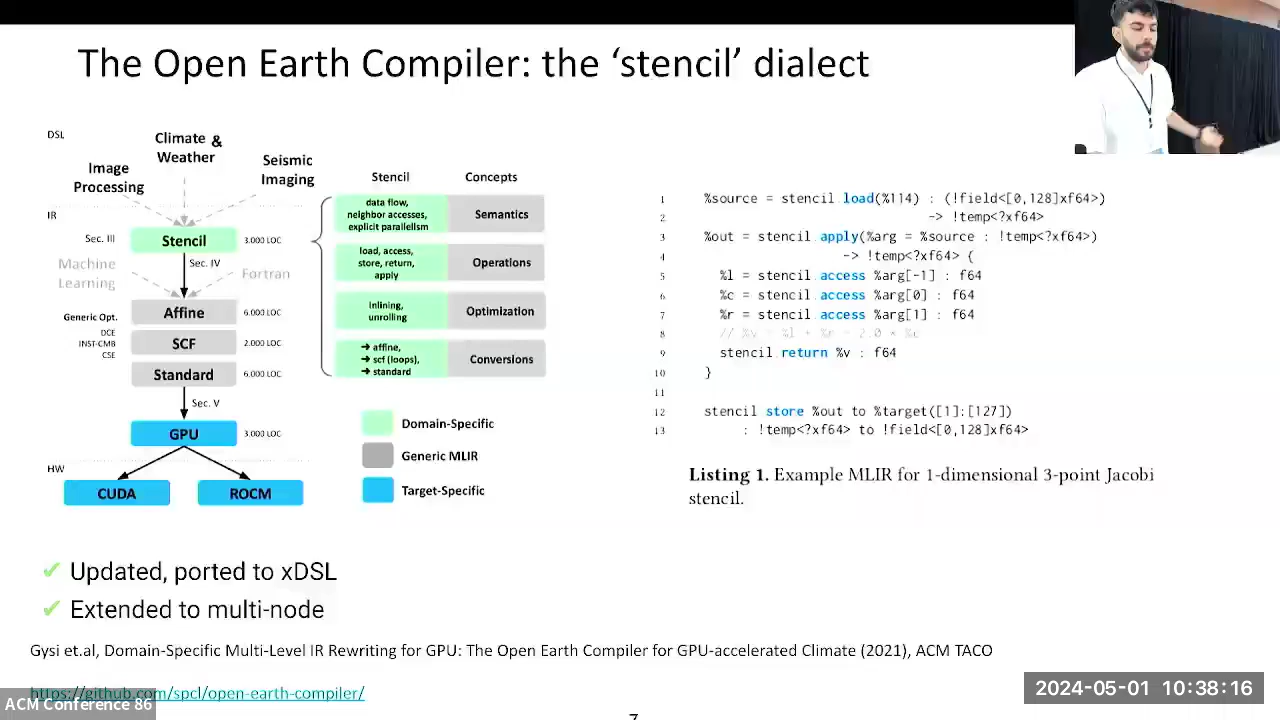 The Open Earth Compiler: the ‘stencil’ dialect
DSL
Climate &
Weather
Image
Processing
Seismic
Imaging
IR
Sec. III
Stencil
3.000 LOC
Sec. IV
Machine
Learning
Fortran
Affine
6.000 LOC
Generic Opt.
DCE
INST-CMB
CSE
SCF
2.000 LOC
Standard
6.000 LOC
Sec. V
GPU
3.000 LOC
HW
CUDA
ROCM
Stencil
Concepts
data flow,
neighbor accesses,
explicit parallelism
Semantics
load, access,
store, return,
apply
Operations
inlining,
unrolling
Optimization
➔ affine,
➔ scf (loops),
➔ standard
Conversions
Domain-Specific
Generic MLIR
Target-Specific
1 %source = stencil.load(%114) : (!field<[0,128]xf64>)
2 -> !temp<?xf64>
3 %out = stencil.apply(%arg = %source : !temp<?xf64>)
4 -> !temp<?xf64> {
5 %l = stencil.access %arg[-1] : f64
6 %c = stencil.access %arg[0] : f64
7 %r = stencil.access %arg[1] : f64
8 // %v = %l + %r - 2.0 * %c
9 stencil.return %v : f64
10 }
11
12 stencil.store %out to %target([1]:[127])
13 : !temp<?xf64> to !field<[0,128]xf64>
Listing 1. Example MLIR for 1-dimensional 3-point Jacobi
stencil.
✔ Updated, ported to xDSL
✔ Extended to multi-node
Gysi et.al, Domain-Specific Multi-Level IR Rewriting for GPU: The Open Earth Compiler for GPU-accelerated Climate (2021), ACM TACO
https://github.com/spcl/open-earth-compiler/
ACM Conference 86
2024-05-01 10:38:16
7